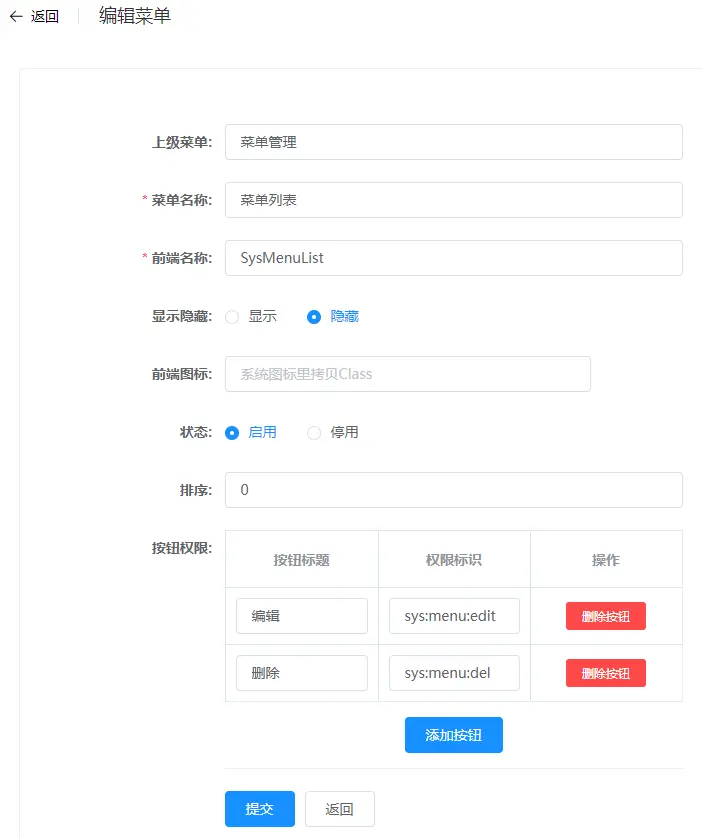 返回 编辑菜单
上级菜单: 菜单管理
* 菜单名称: 菜单列表
* 前端名称: SysMenuList
显示隐藏: 显示 隐藏
前端图标: 系统图标里拷贝Class
状态: 启用 停用
排序: 0
按钮权限: 按钮标题 权限标识 操作
编辑 sys:menu:edit 删除按钮
删除 sys:menu:del 删除按钮
添加按钮
提交 返回